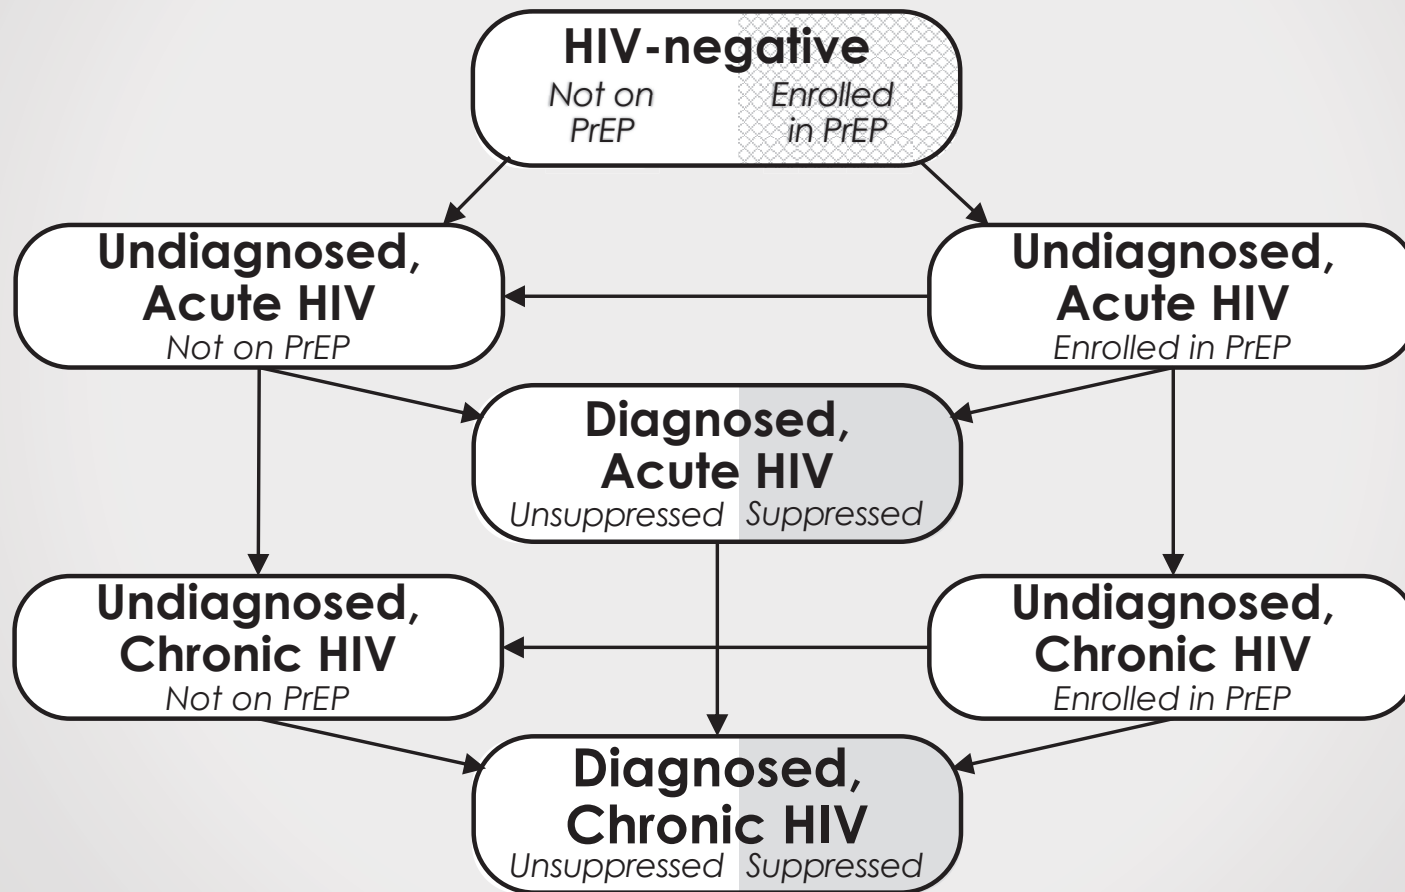 HIV-negative
Not on
PrEP
Enrolled
in PrEP
Undiagnosed,
Acute HIV
Not on PrEP
Undiagnosed,
Acute HIV
Enrolled in PrEP
Diagnosed,
Acute HIV
Unsuppressed Suppressed
Undiagnosed,
Chronic HIV
Not on PrEP
Undiagnosed,
Chronic HIV
Enrolled in PrEP
Diagnosed,
Chronic HIV
Unsuppressed Suppressed